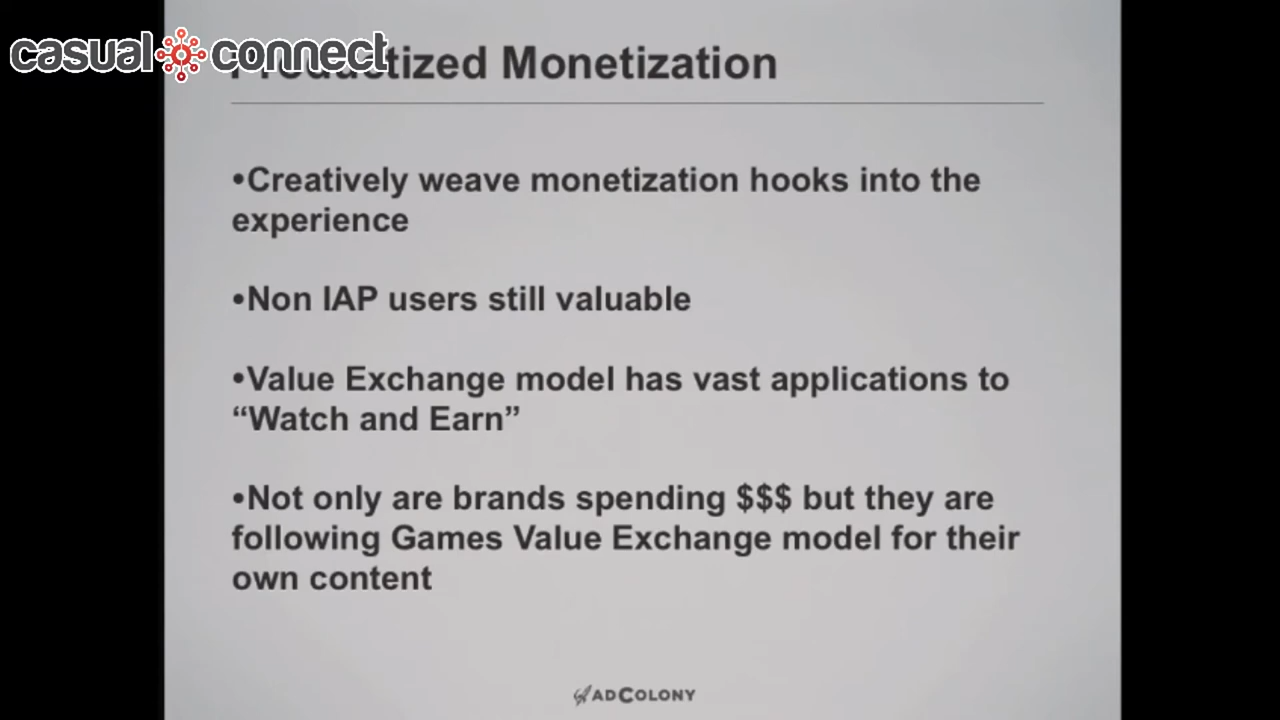 casual connect
Monetization
•Creatively weave monetization hooks into the
experience
•Non IAP users still valuable
•Value Exchange model has vast applications to
“Watch and Earn”
•Not only are brands spending $$$ but they are
following Games Value Exchange model for their
own content
ADCOLONY